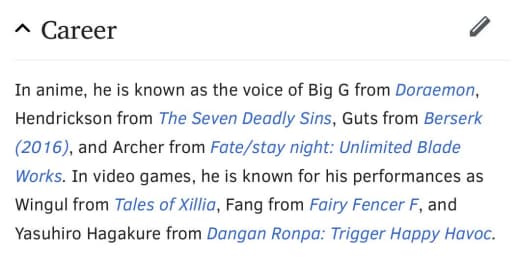 Career
In anime, he is known as the voice of Big G from Doraemon,
Hendrickson from The Seven Deadly Sins, Guts from Berserk
(2016), and Archer from Fate/stay night: Unlimited Blade
Works. In video games, he is known for his performances as
Wingul from Tales of Xillia, Fang from Fairy Fencer F, and
Yasuhiro Hagakure from Dangan Ronpa: Trigger Happy Havoc.